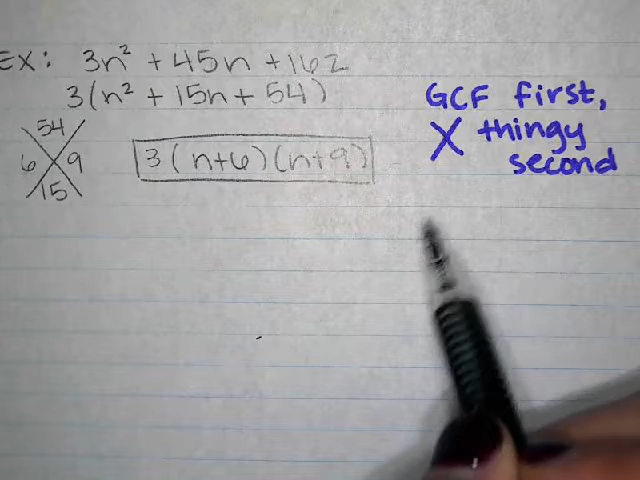 EX: 3n² + 45n + 162
3(n² + 15n + 54)
54
6 9
15
3(n+6)(n+9)
GCF first,
X thingy
second